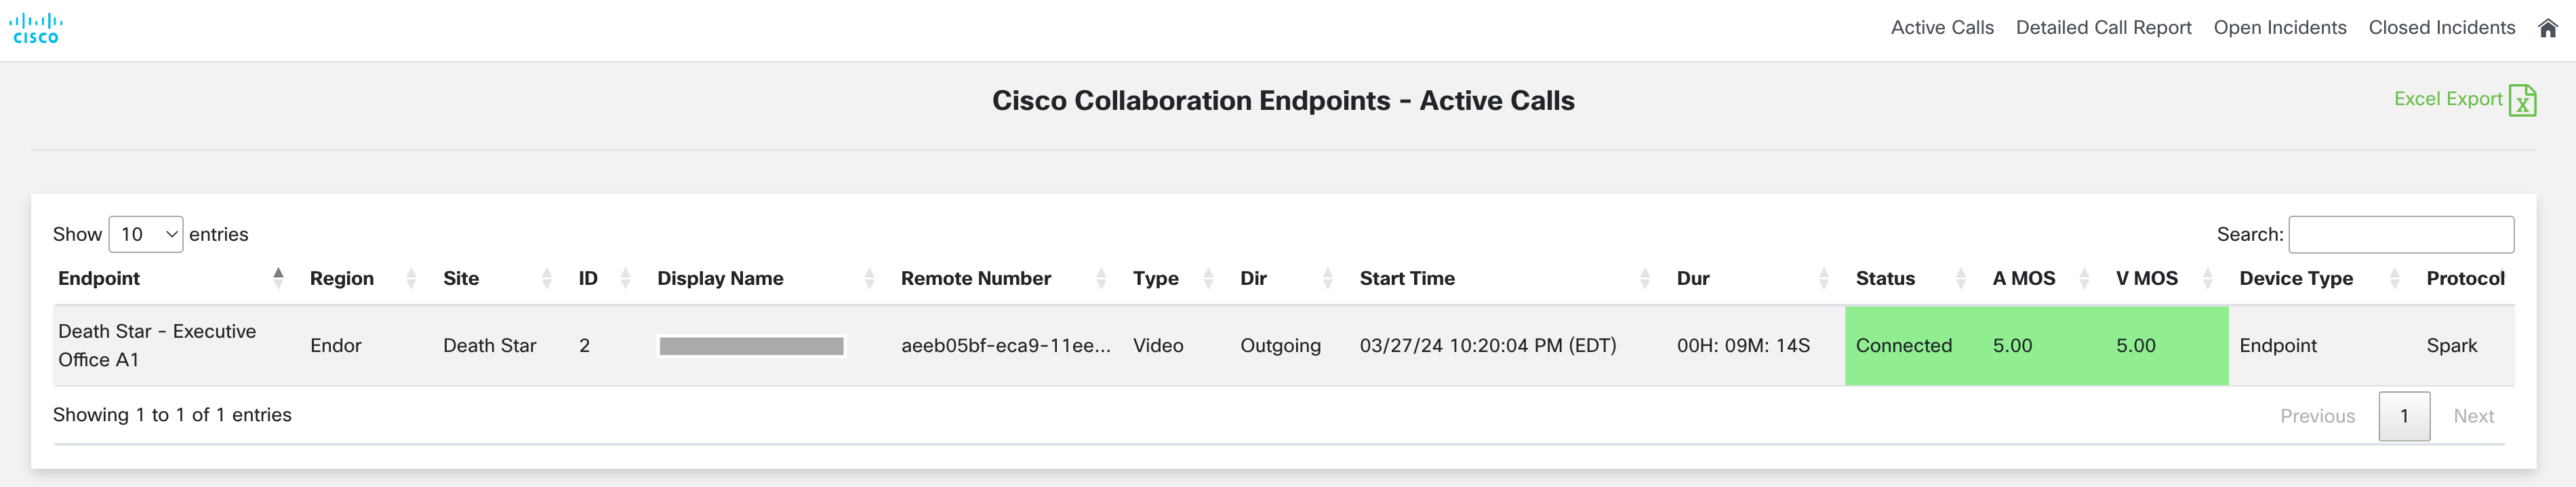 CISCO
Active Calls Detailed Call Report Open Incidents Closed Incidents
Cisco Collaboration Endpoints - Active Calls
Excel Export
Show 10 entries
Search:
Endpoint Region Site ID Display Name Remote Number Type Dir Start Time Dur Status A MOS V MOS Device Type Protocol
Death Star - Executive
Office A1
Endor Death Star 2 aeeb05bf-eca9-11ee... Video Outgoing 03/27/24 10:20:04 PM (EDT) 00H: 09M: 14S Connected 5.00 5.00 Endpoint Spark
Showing 1 to 1 of 1 entries
Previous 1 Next